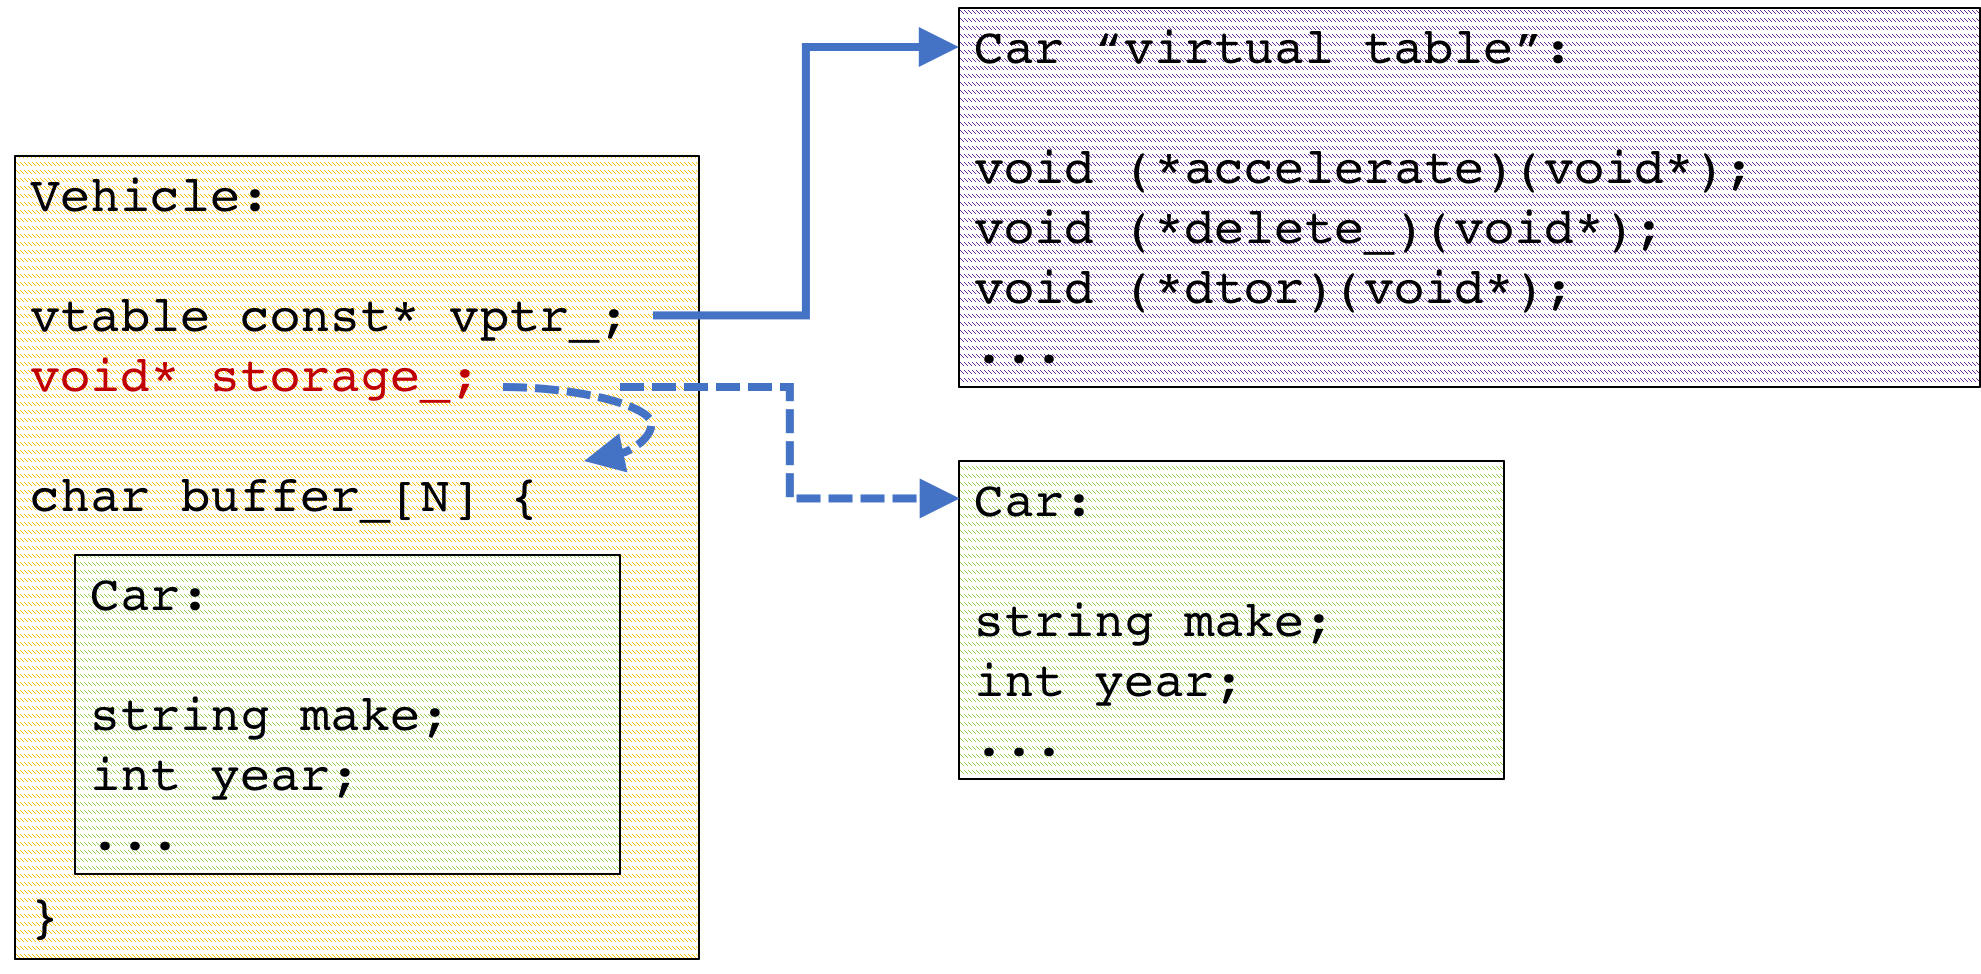 Vehicle:
vtable const* vptr_;
void* storage_;
char buffer_[N] {
Car:
string make;
int year;
...
}
Car “virtual table”:
void (*accelerate)(void*);
void (*delete_)(void*);
void (*dtor)(void*);
...
Car:
string make;
int year;
...